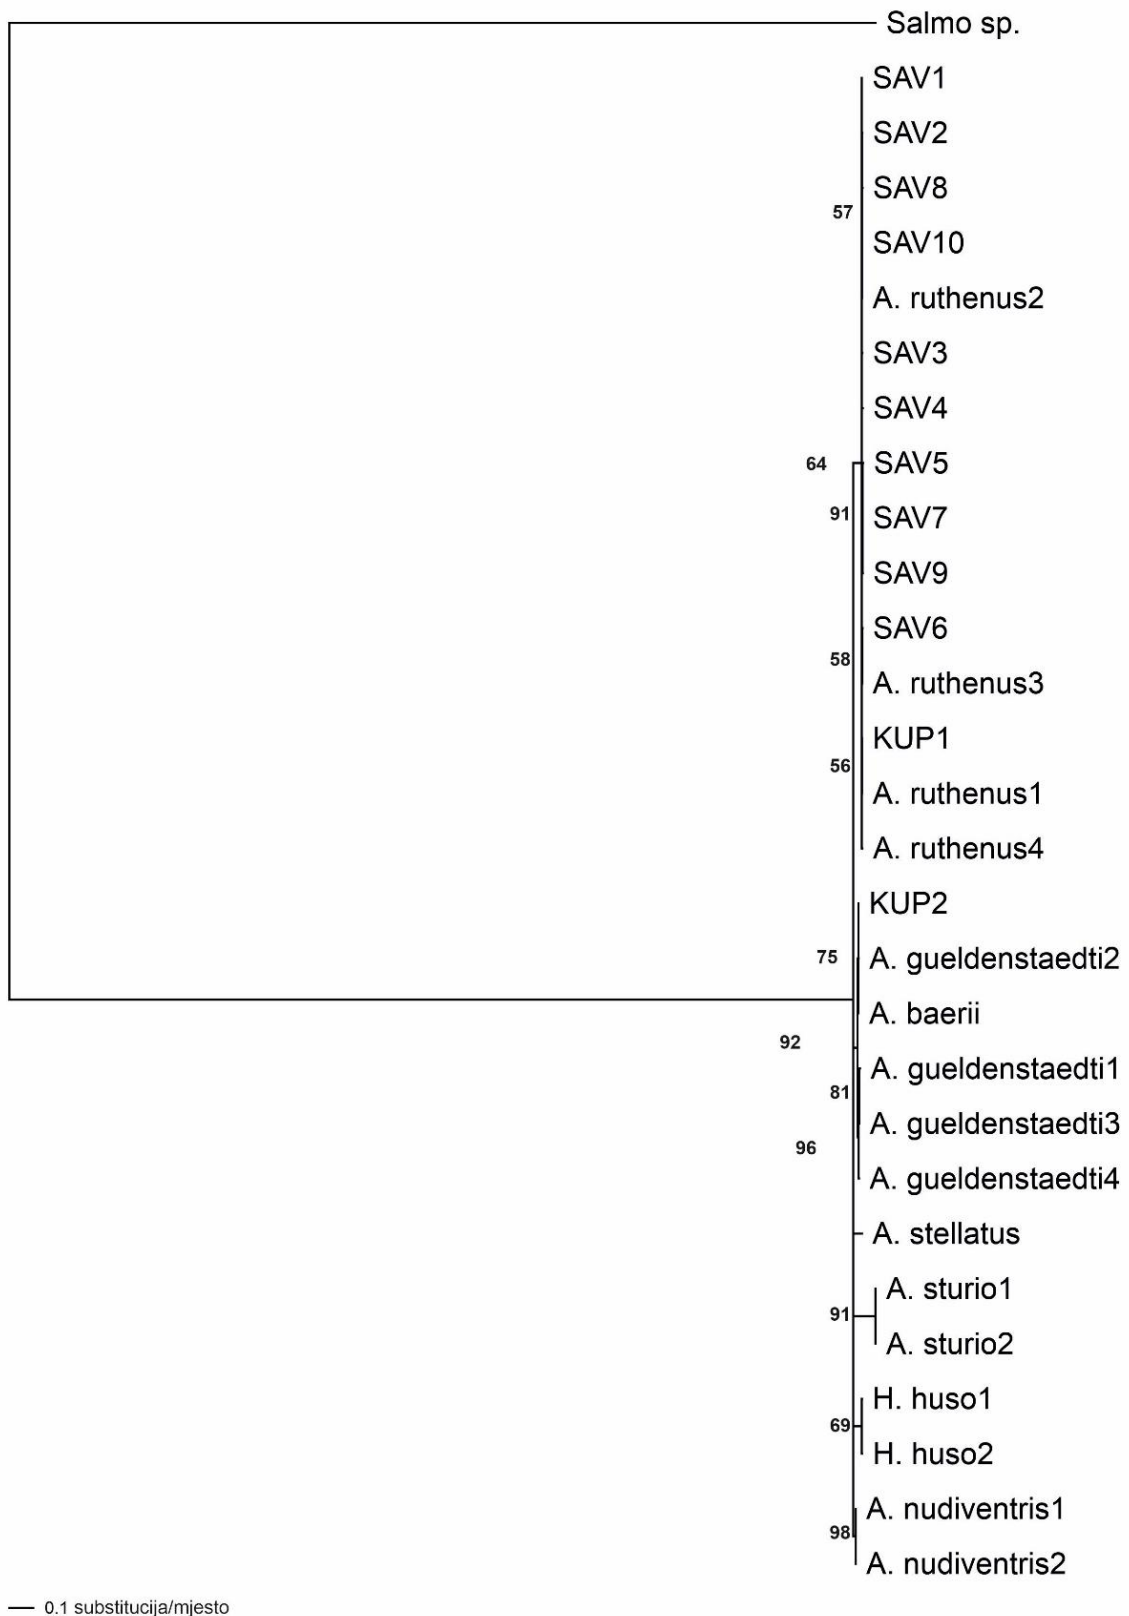 Salmo sp.
SAV1
SAV2
SAV8
57
SAV10
A. ruthenus2
SAV3
SAV4
64
SAV5
91
SAV7
SAV9
SAV6
58
A. ruthenus3
KUP1
56
A. ruthenus1
A. ruthenus4
KUP2
75
A. gueldenstaedti2
A. baerii
92
A. gueldenstaedti1
81
A. gueldenstaedti3
96
A. gueldenstaedti4
A. stellatus
A. sturio1
91
A. sturio2
H. huso1
69
H. huso2
A. nudiventris1
98
A. nudiventris2
0.1 substitucija/mjesto